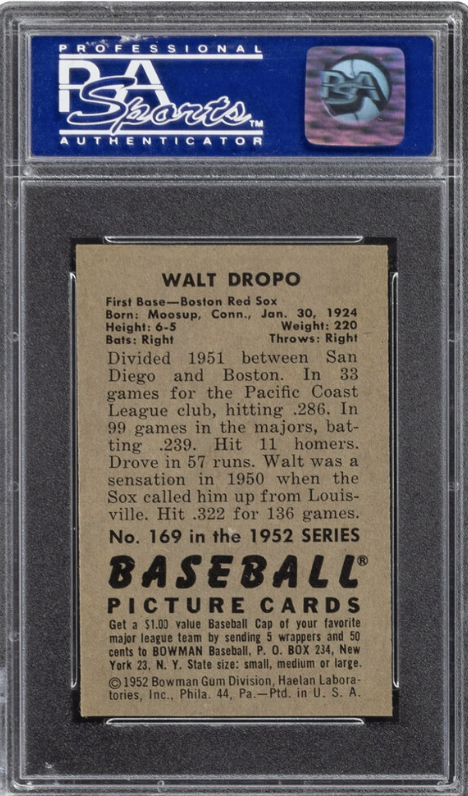 PROFESSIONAL
PSA
Sports™
AUTHENTICATOR
PSA
WALT DROPO
First Base—Boston Red Sox
Born: Moosup, Conn., Jan. 30, 1924
Height: 6-5 Weight: 220
Bats: Right Throws: Right
Divided 1951 between San
Diego and Boston. In 33
games for the Pacific Coast
League club, hitting .286. In
99 games in the majors, bat-
ting .239. Hit 11 homers.
Drove in 57 runs. Walt was a
sensation in 1950 when the
Sox called him up from Louis-
ville. Hit .322 for 136 games.
No. 169 in the 1952 SERIES
BASEBALL®
PICTURE CARDS
Get a $1.00 value Baseball Cap of your favorite
major league team by sending 5 wrappers and 50
cents to BOWMAN Baseball, P. O. BOX 234, New
York 23, N. Y. State size: small, medium or large.
©1952 Bowman Gum Division, Haelan Labora-
tories, Inc., Phila. 44, Pa.—Ptd. in U. S. A.